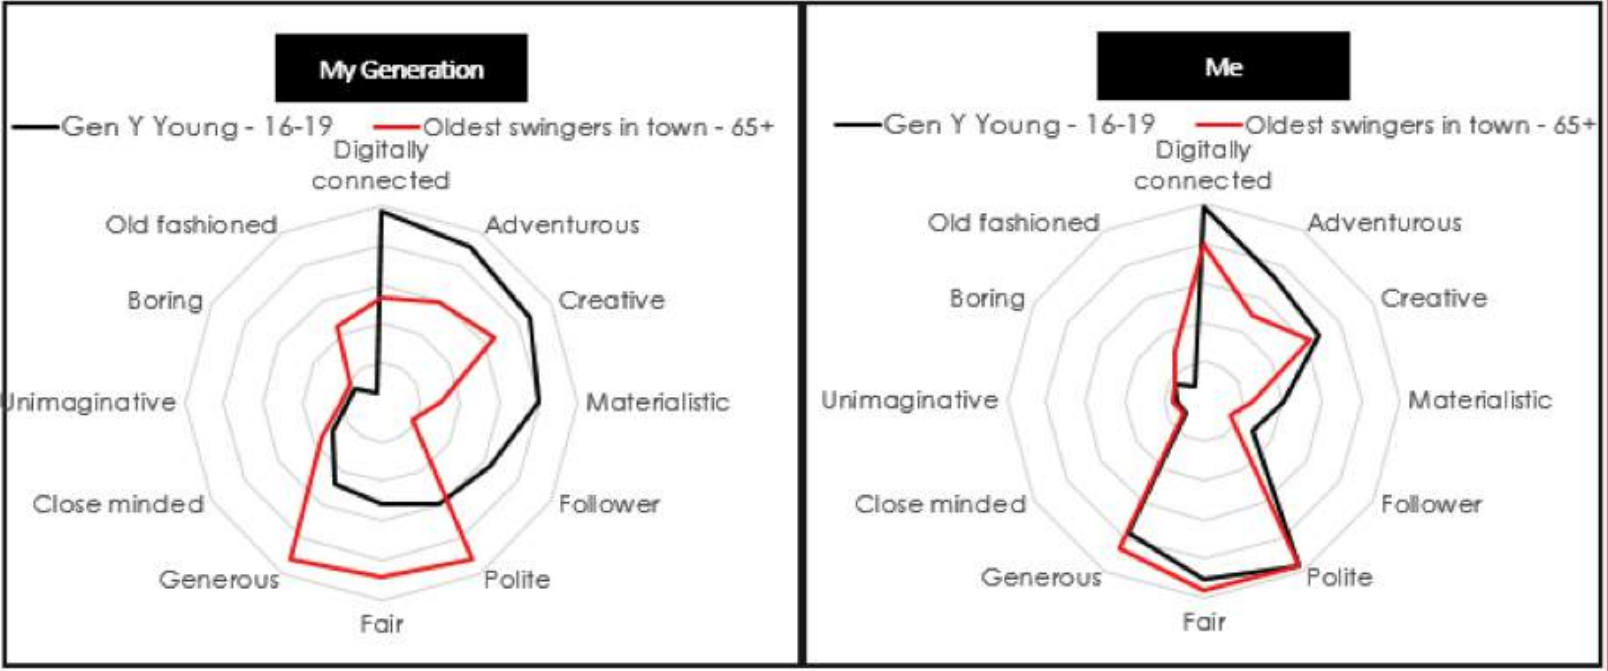 My Generation
Gen Y Young - 16-19
Oldest swingers in town - 65+
Digitally
connected
Adventurous
Creative
Materialistic
Follower
Polite
Fair
Generous
Close minded
Unimaginative
Boring
Old fashioned
Me
Gen Y Young - 16-19
Oldest swingers in town - 65+
Digitally
connected
Adventurous
Creative
Materialistic
Follower
Polite
Fair
Generous
Close minded
Unimaginative
Boring
Old fashioned